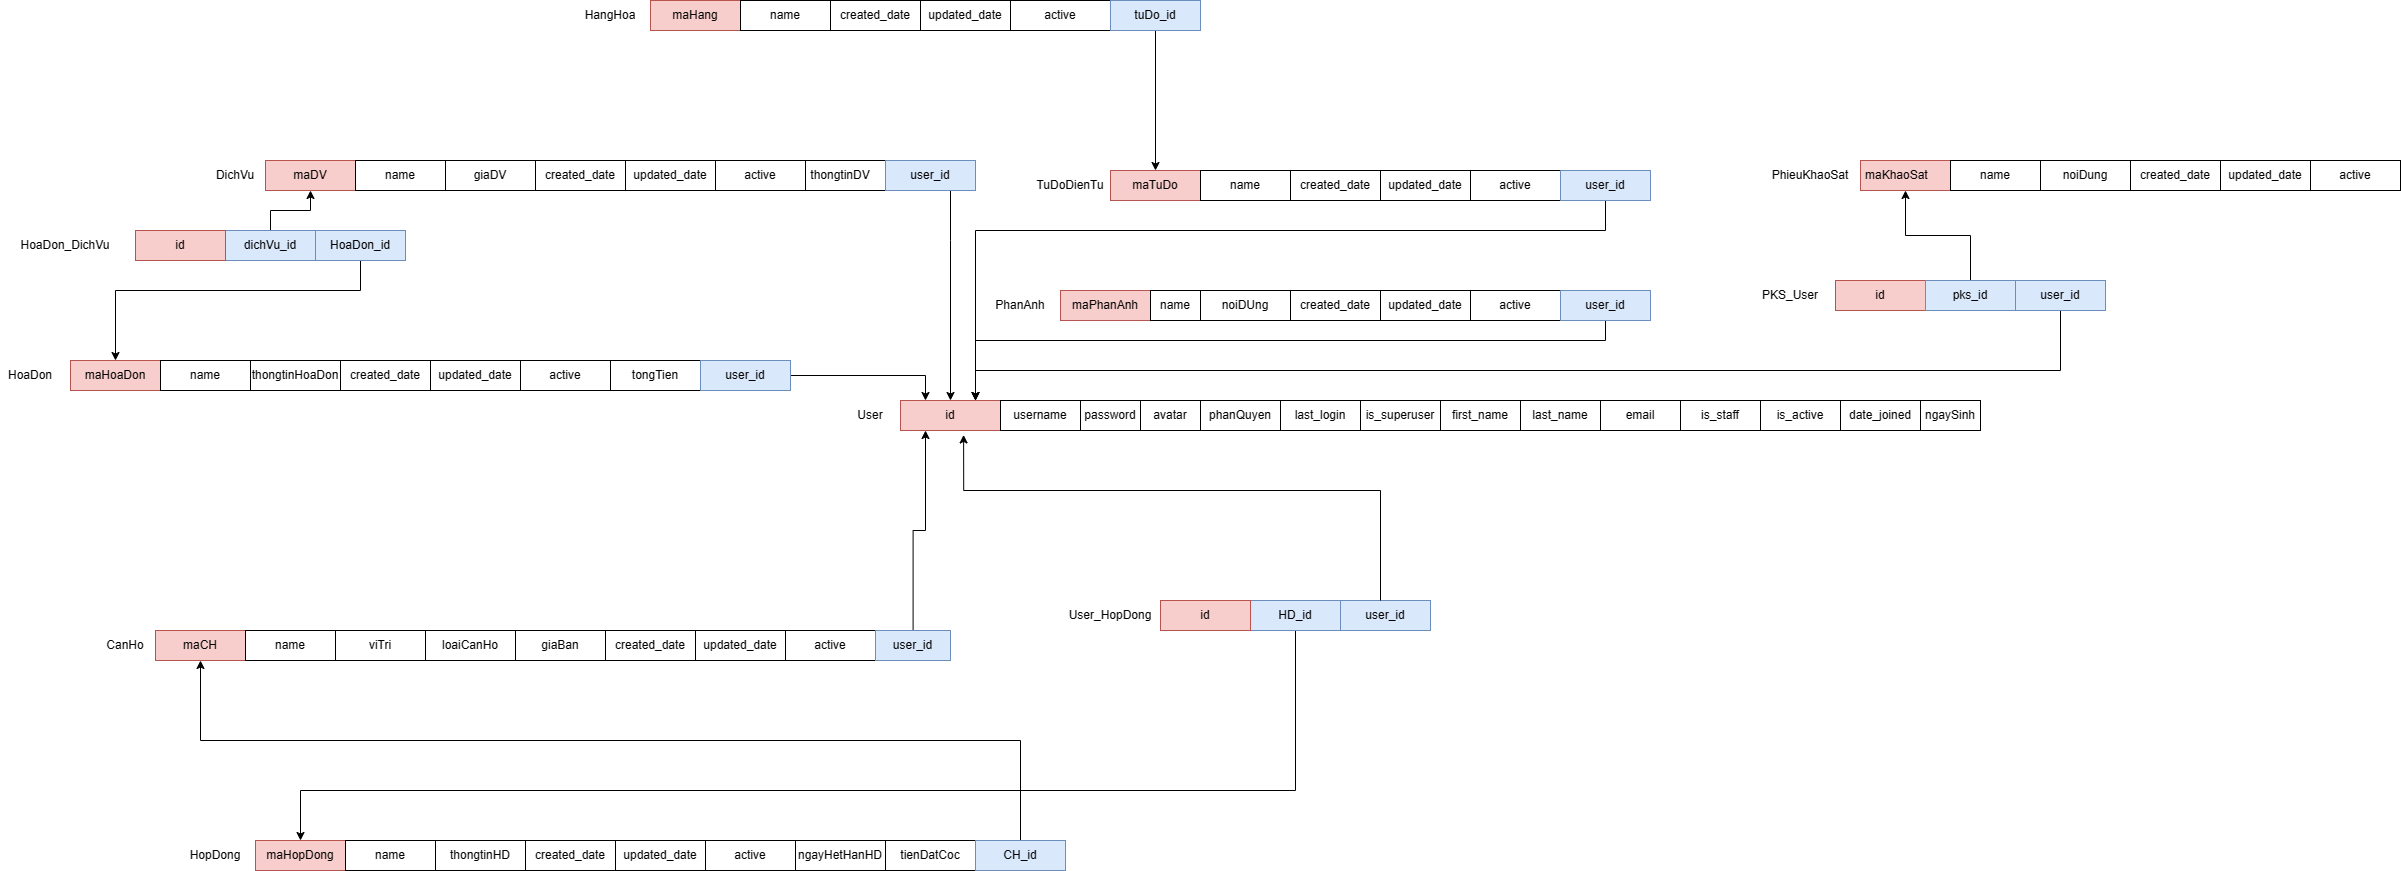 HangHoa maHang name created_date updated_date active tuDo_id
DichVu maDV name giaDV created_date updated_date active thongtinDV user_id
TuDoDienTu maTuDo name created_date updated_date active user_id
PhieuKhaoSat maKhaoSat name noiDung created_date updated_date active
HoaDon_DichVu id dichVu_id HoaDon_id
PhanAnh maPhanAnh name noiDUng created_date updated_date active user_id
PKS_User id pks_id user_id
HoaDon maHoaDon name thongtinHoaDon created_date updated_date active tongTien user_id
User id username password avatar phanQuyen last_login is_superuser first_name last_name email is_staff is_active date_joined ngaySinh
User_HopDong id HD_id user_id
CanHo maCH name viTri loaiCanHo giaBan created_date updated_date active user_id
HopDong maHopDong name thongtinHD created_date updated_date active ngayHetHanHD tienDatCoc CH_id